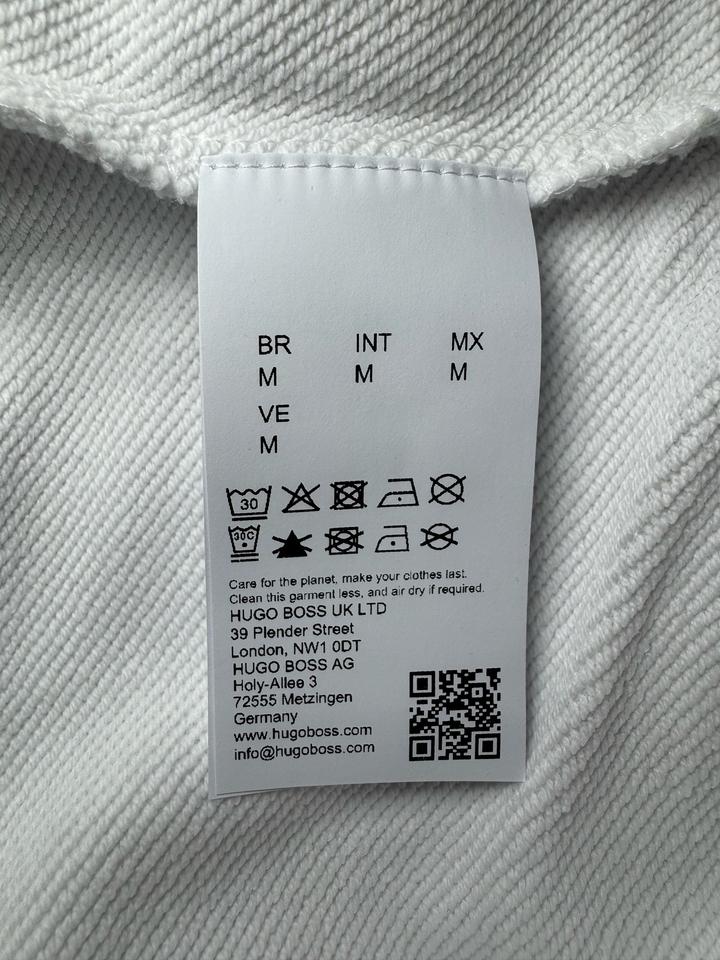 BR INT MX
M M M
VE
M
30
30C
Care for the planet, make your clothes last.
Clean this garment less, and air dry if required.
HUGO BOSS UK LTD
39 Plender Street
London, NW1 0DT
HUGO BOSS AG
Holy-Allee 3
72555 Metzingen
Germany
www.hugoboss.com
info@hugoboss.com